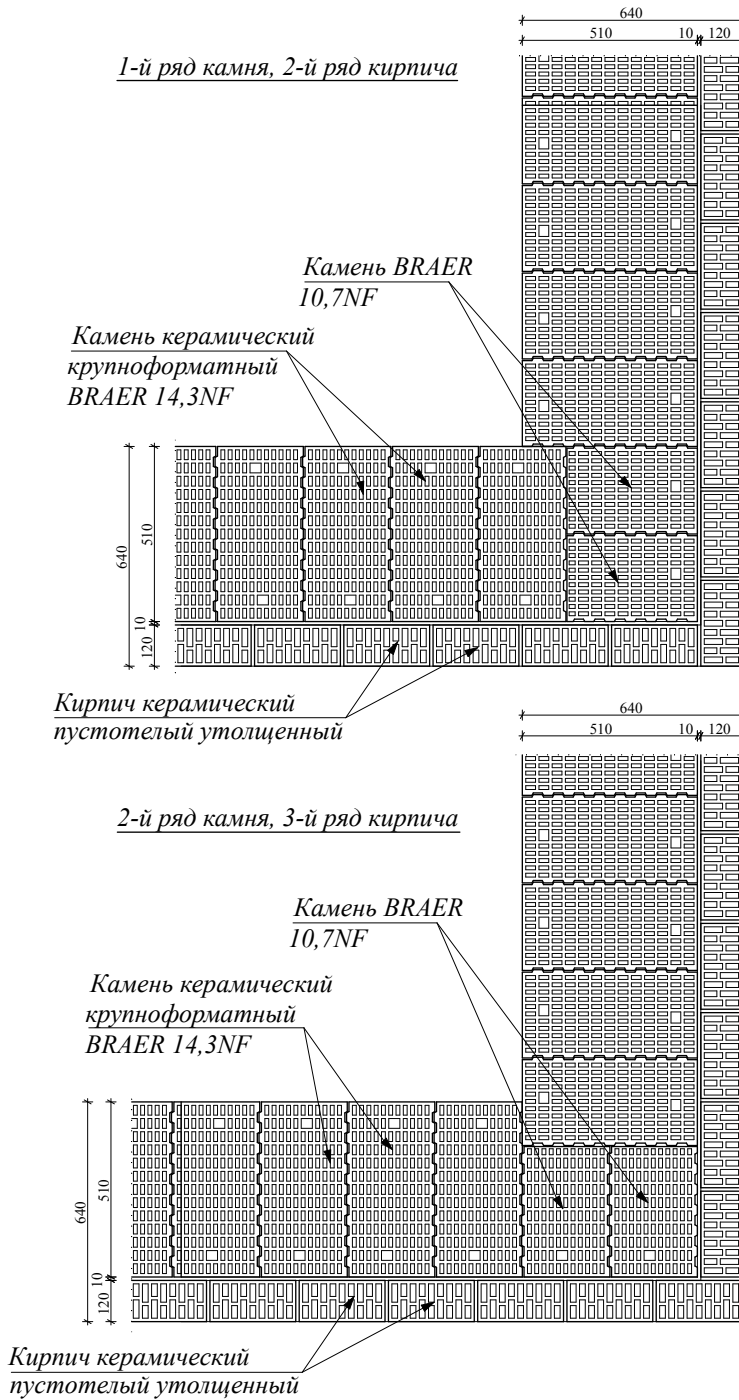 640
510 10 120
1-й ряд камня, 2-й ряд кирпича
Камень BRAER
10,7NF
Камень керамический
крупноформатный
BRAER 14,3NF
640
510
10
120
Кирпич керамический
пустотелый утолщенный
640
510 10 120
2-й ряд камня, 3-й ряд кирпича
Камень BRAER
10,7NF
Камень керамический
крупноформатный
BRAER 14,3NF
640
510
10
120
Кирпич керамический
пустотелый утолщенный